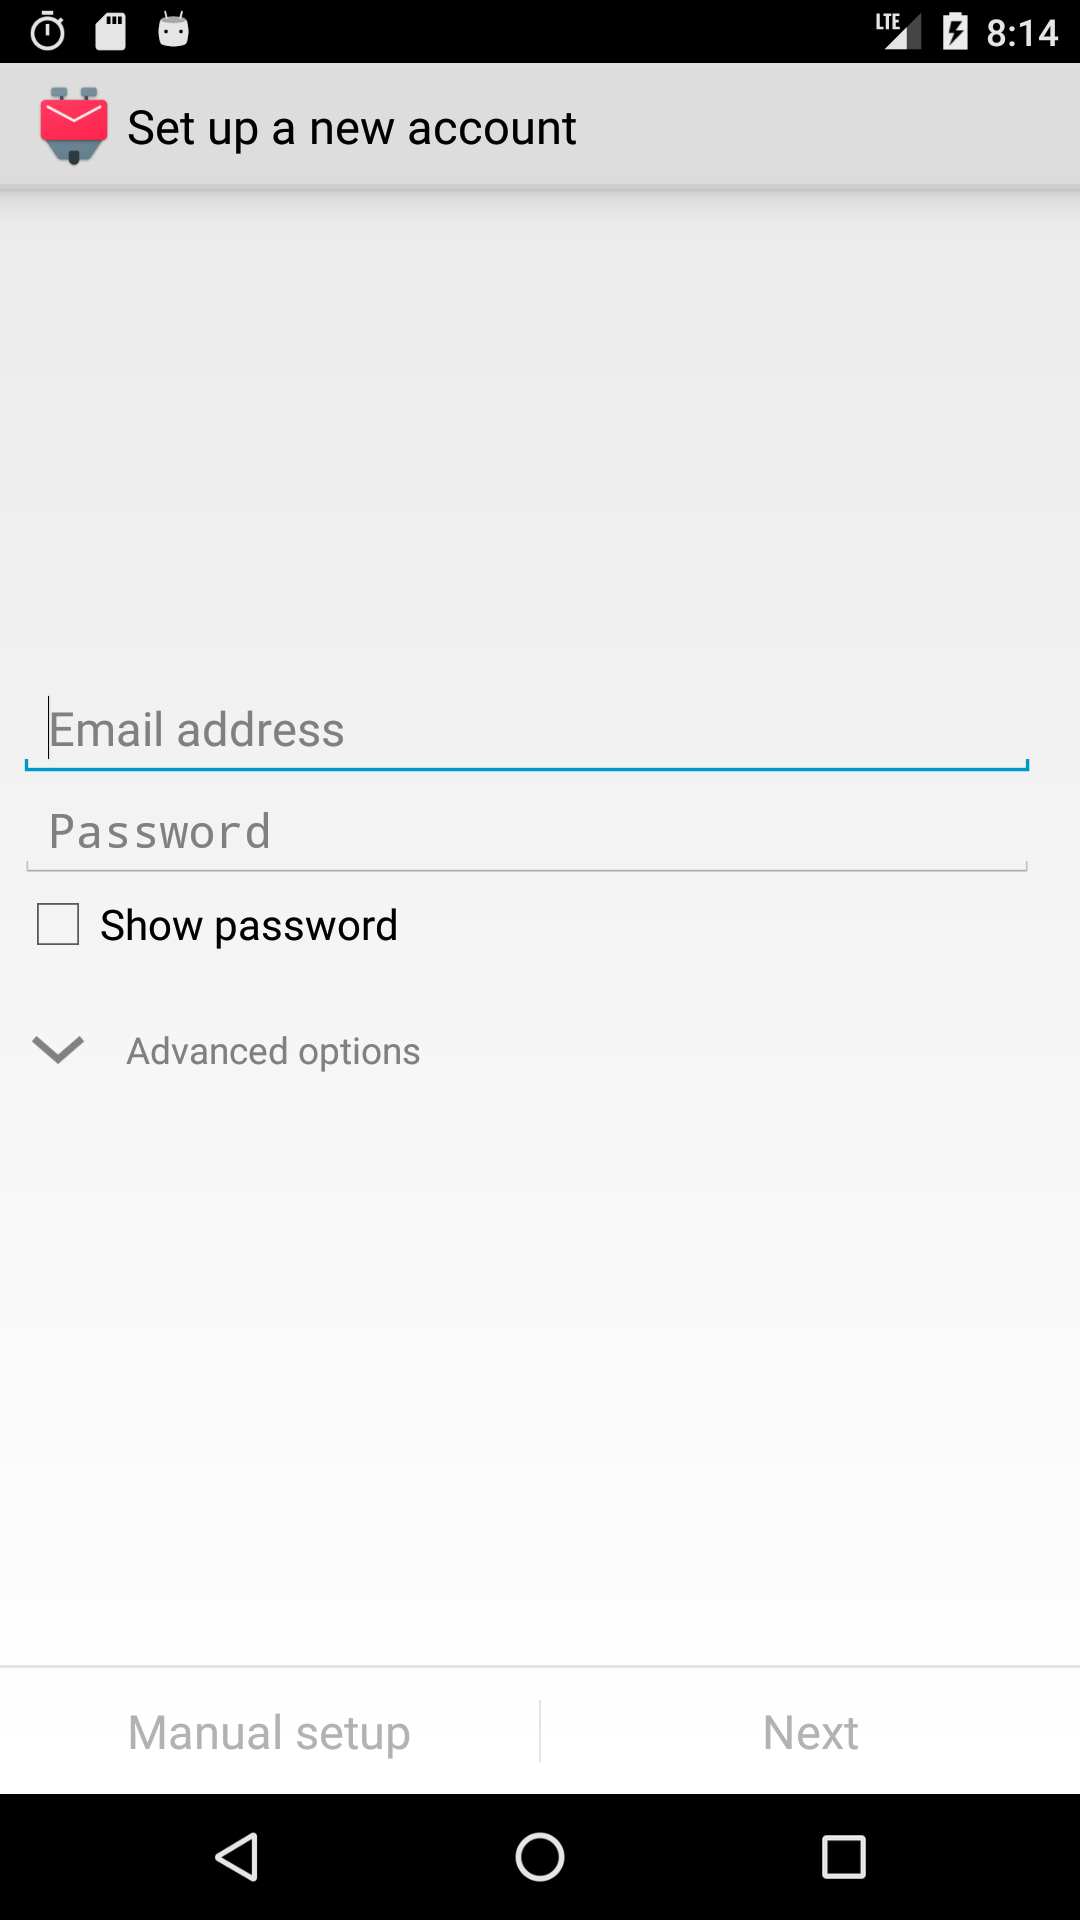 LTE 8:14
Set up a new account
Email address
Password
Show password
Advanced options
Manual setup
Next